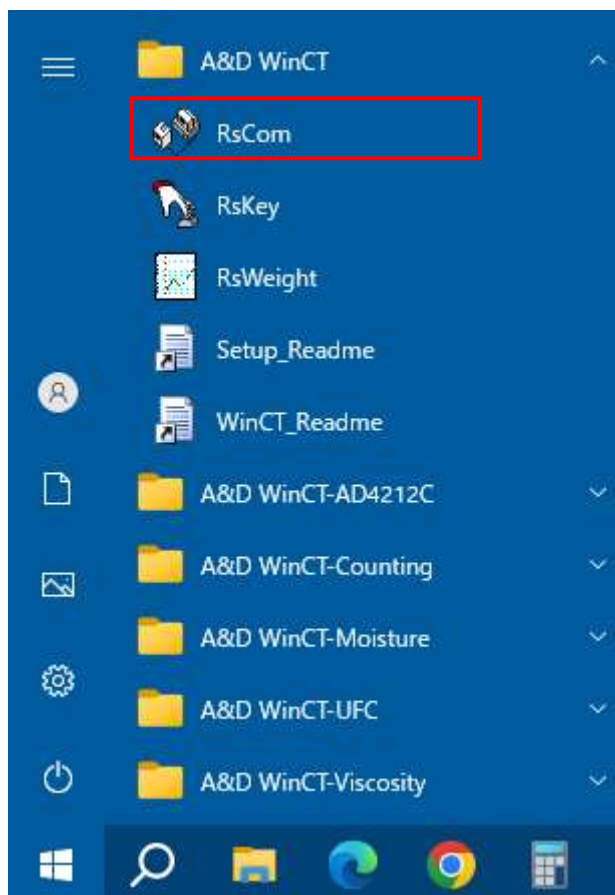 A&D WinCT
RsCom
RsKey
RsWeight
Setup_Readme
WinCT_Readme
A&D WinCT-AD4212C
A&D WinCT-Counting
A&D WinCT-Moisture
A&D WinCT-UFC
A&D WinCT-Viscosity